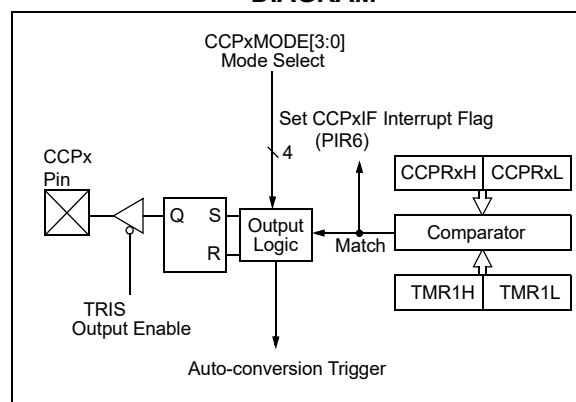 DIAGRAM
CCPxMODE[3:0]
Mode Select
Set CCPxIF Interrupt Flag
(PIR6)
4
CCPx
Pin
CCPRxH CCPRxL
Q S
R
Output
Logic
Match
Comparator
TMR1H TMR1L
TRIS
Output Enable
Auto-conversion Trigger